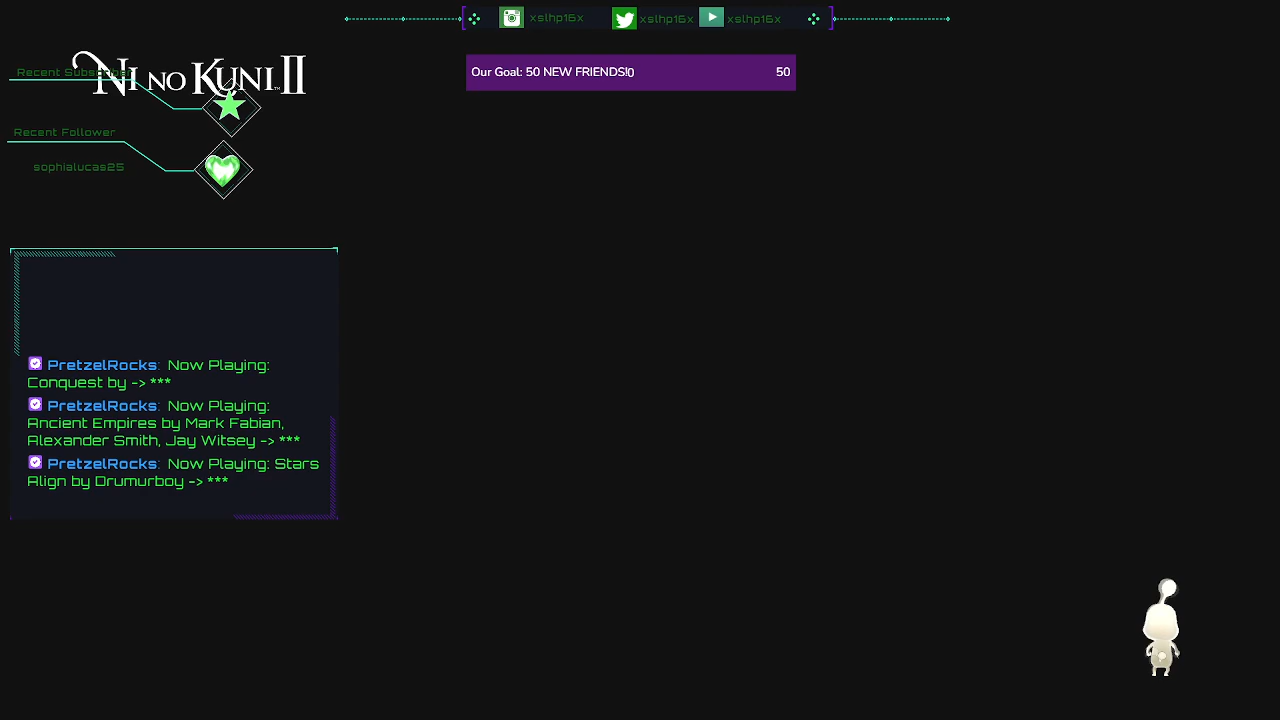 xslhp16x xslhp16x xslhp16x
Our Goal: 50 NEW FRIENDS!0 50
Recent Subscriber
NI NO KUNI II
Recent Follower
sophialucas25
PretzelRocks: Now Playing:
Conquest by -> ***
PretzelRocks: Now Playing:
Ancient Empires by Mark Fabian,
Alexander Smith, Jay Witsey -> ***
PretzelRocks: Now Playing: Stars
Align by Drumurboy -> ***